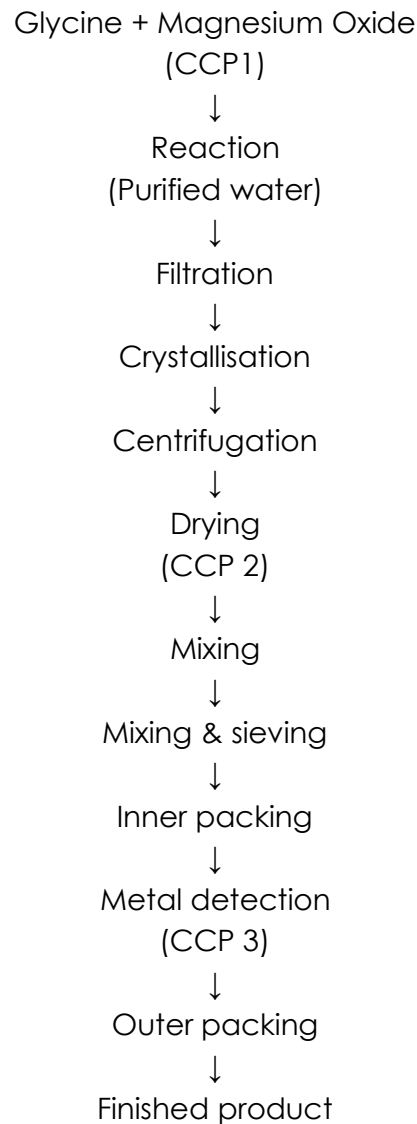 Glycine + Magnesium Oxide
(CCP1)
↓
Reaction
(Purified water)
↓
Filtration
↓
Crystallisation
↓
Centrifugation
↓
Drying
(CCP 2)
↓
Mixing
↓
Mixing & sieving
↓
Inner packing
↓
Metal detection
(CCP 3)
↓
Outer packing
↓
Finished product